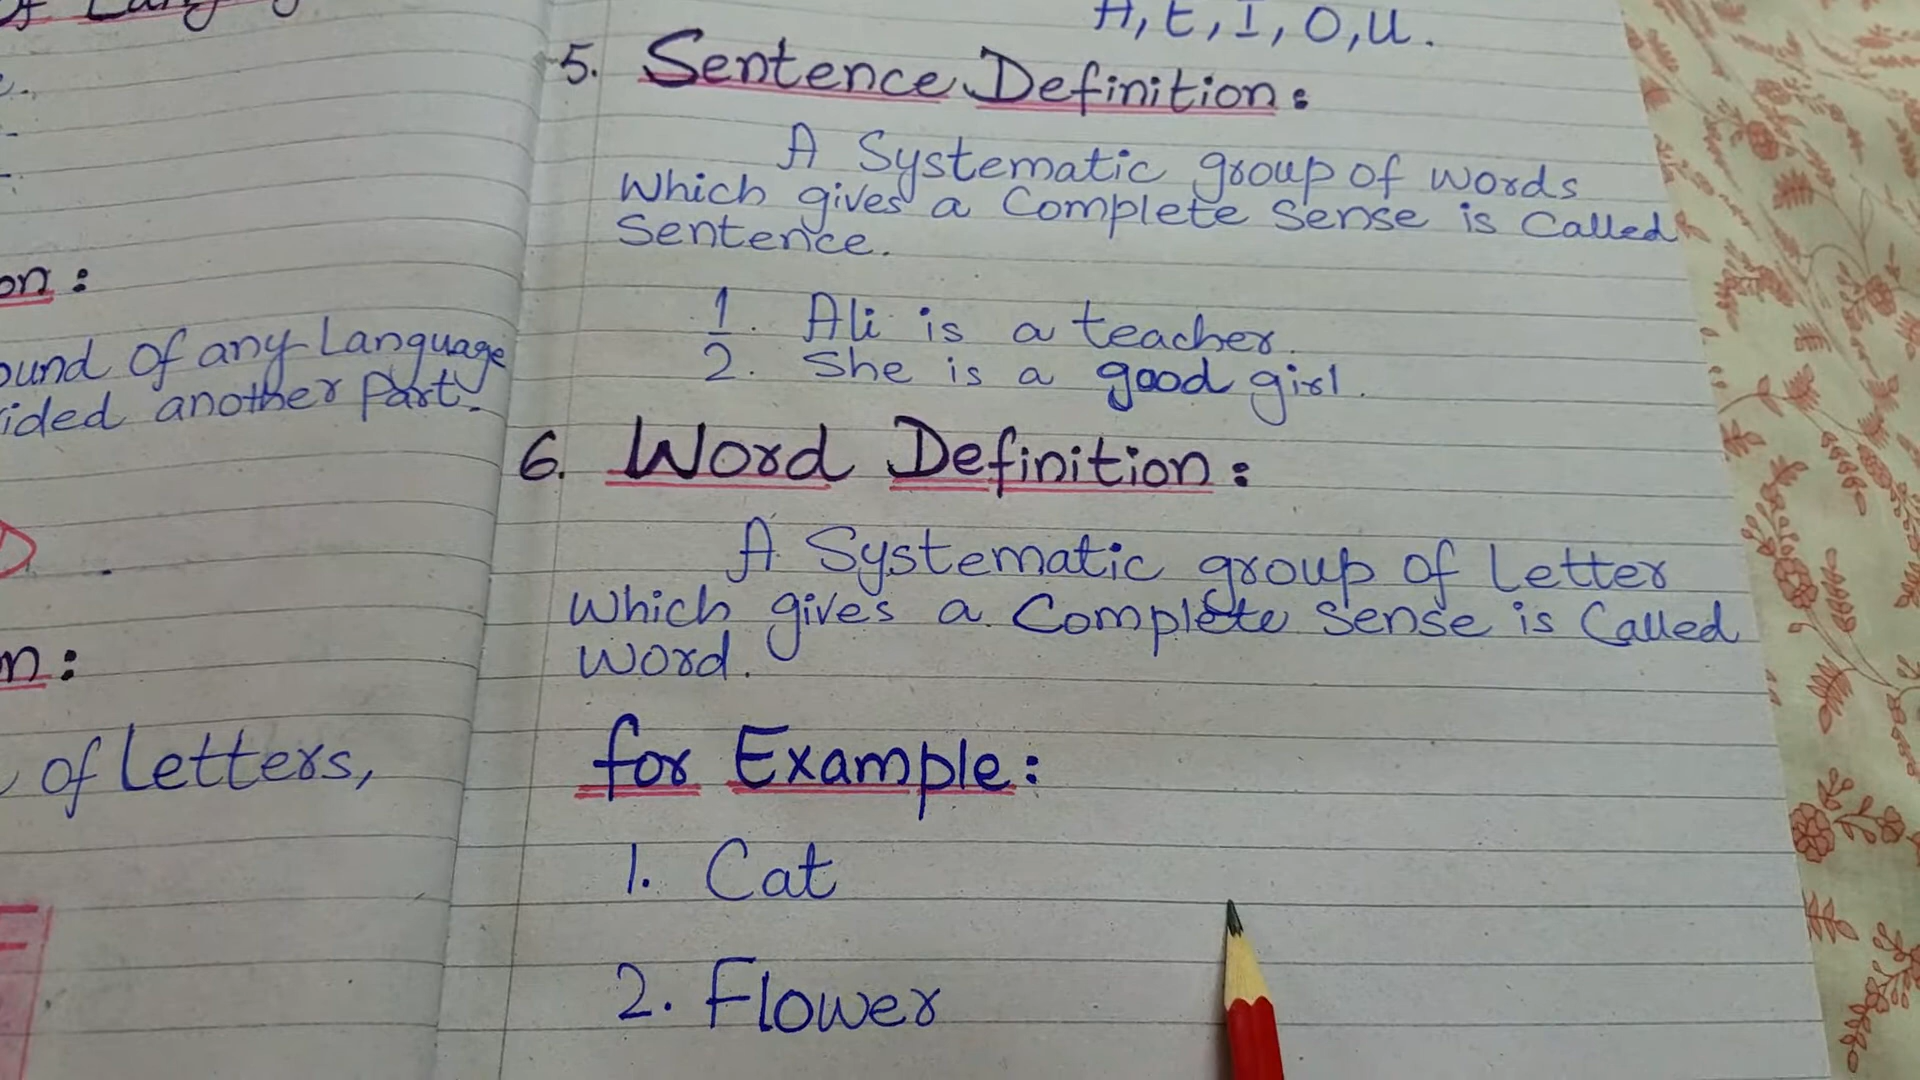 on:
ound of any Language
ided another Part.
n:
of Letters,
A, E, I, O, U.
5. Sentence Definition:
A Systematic group of words
Which gives a Complete Sense is Called
Sentence.
1. Ali is a teacher.
2. She is a good girl.
6. Word Definition:
A Systematic group of Letter
Which gives a Complete Sense is Called
Word.
for Example:
1. Cat
2. Flower